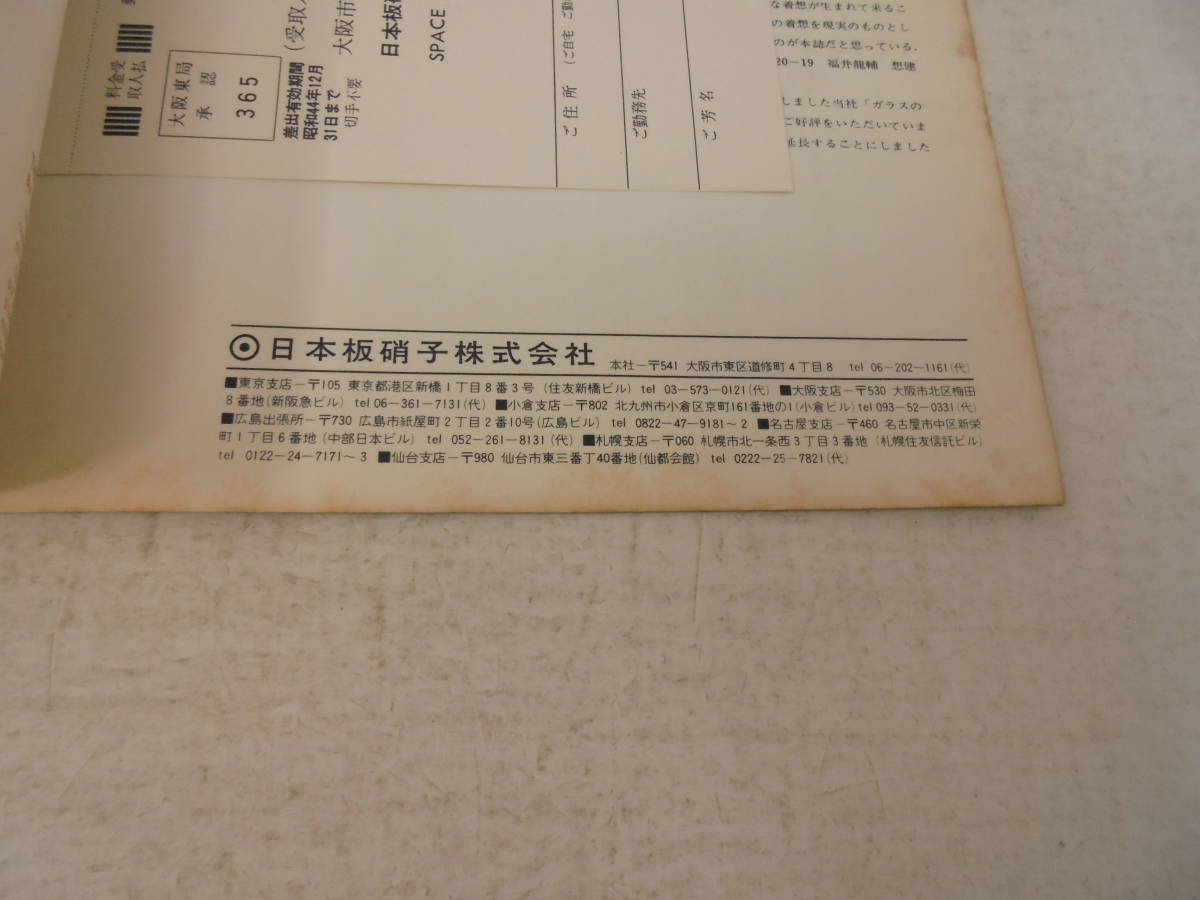 な着想が生まれて来るこ
の着想を現実のものとし
のが本誌だと思っている.
20-19　福井龍輔　想建
しました当社「ガラスの
ご好評をいただいていま
延長することにしました
料金受
取人払
大阪東局
承認
365
差出有効期間
昭和44年12月
31日まで
切手不要
(受取人
大阪市
日本板硝
SPACE
ご住所
(ご自宅 ご勤
ご勤務先
ご芳名
日本板硝子株式会社 本社-〒541 大阪市東区道修町4丁目8 tel 06-202-1161(代)
■東京支店-〒105 東京都港区新橋1丁目8番3号(住友新橋ビル) tel 03-573-0121(代) ■大阪支店-〒530 大阪市北区梅田
8番地(新阪急ビル) tel 06-361-7131(代) ■小倉支店-〒802 北九州市小倉区京町161番地の1(小倉ビル) tel 093-52-0331(代)
■広島出張所-〒730 広島市紙屋町2丁目2番10号(広島ビル) tel 0822-47-9181~2 ■名古屋支店-〒460 名古屋市中区新栄
町1丁目6番地(中部日本ビル) tel 052-261-8131(代) ■札幌支店-〒060 札幌市北一条西3丁目3番地(札幌住友信託ビル)
tel 0122-24-7171~3 ■仙台支店-〒980 仙台市東三番丁40番地(仙都会館) tel 0222-25-7821(代)